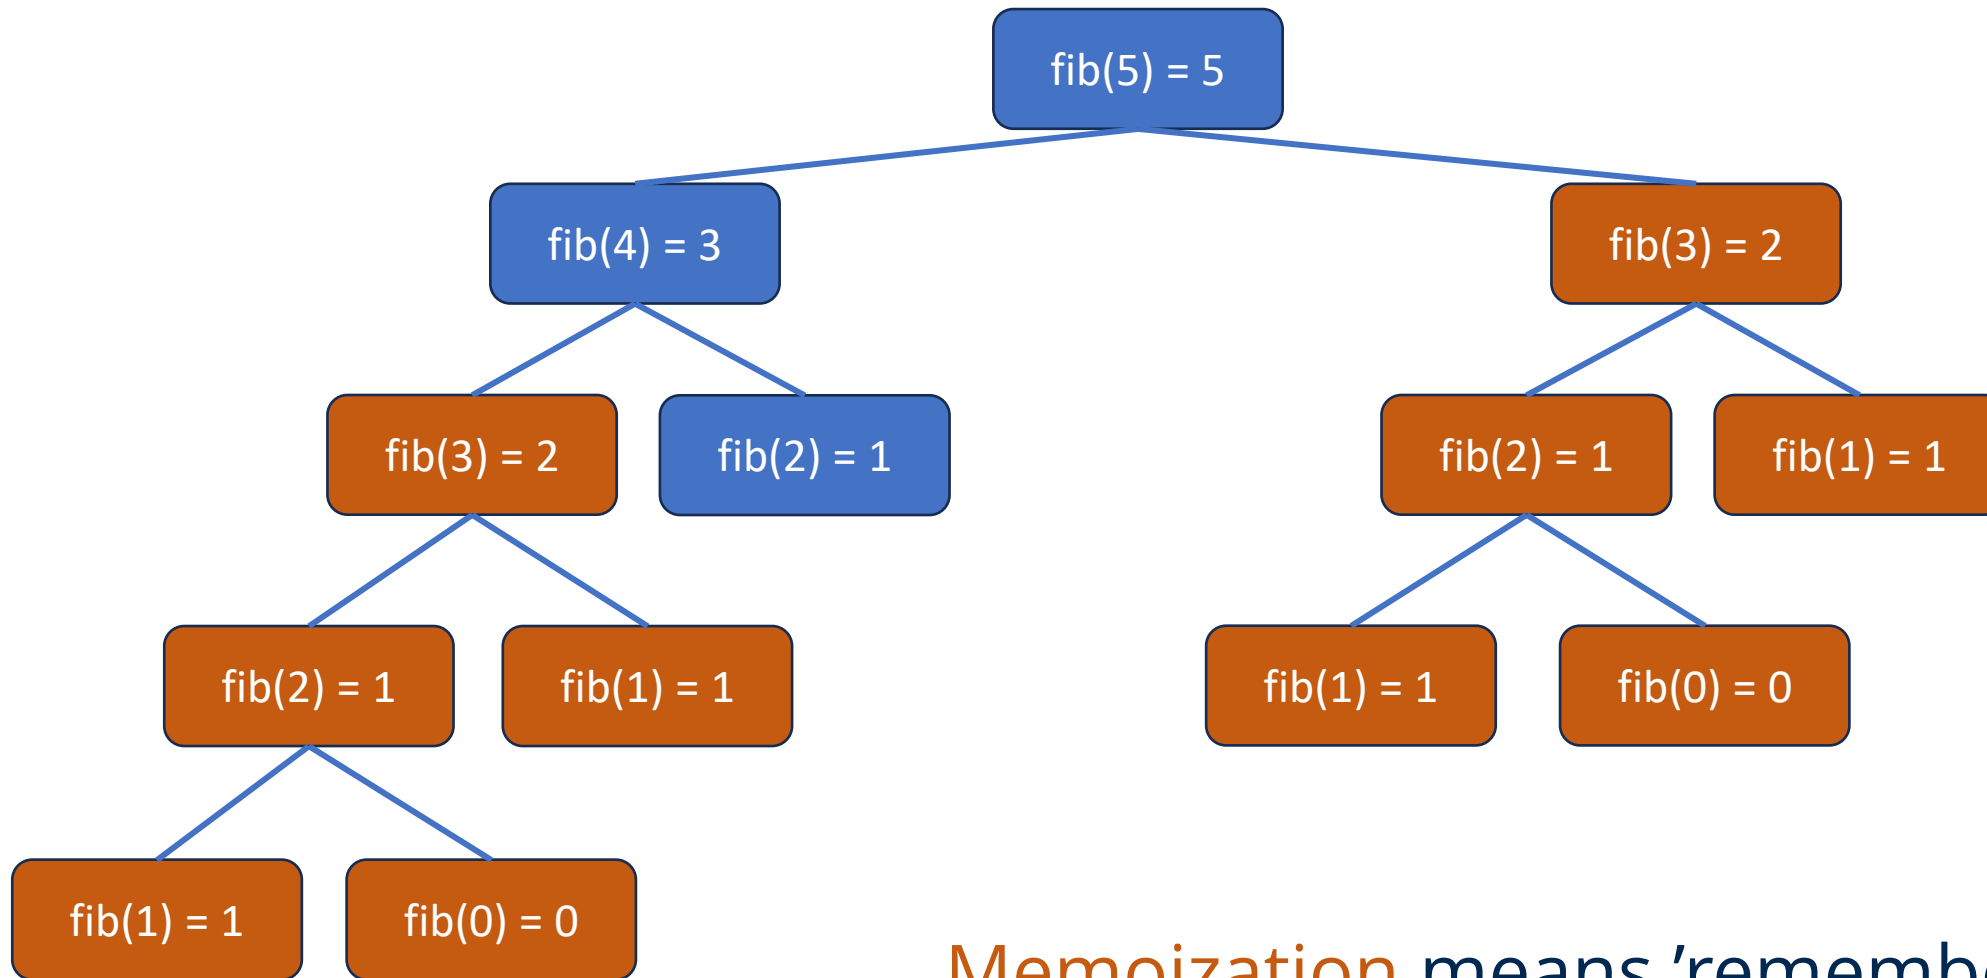 fib(5) = 5
fib(4) = 3
fib(3) = 2
fib(3) = 2
fib(2) = 1
fib(2) = 1
fib(1) = 1
fib(2) = 1
fib(1) = 1
fib(1) = 1
fib(0) = 0
fib(1) = 1
fib(0) = 0
Memoization means ’rememb